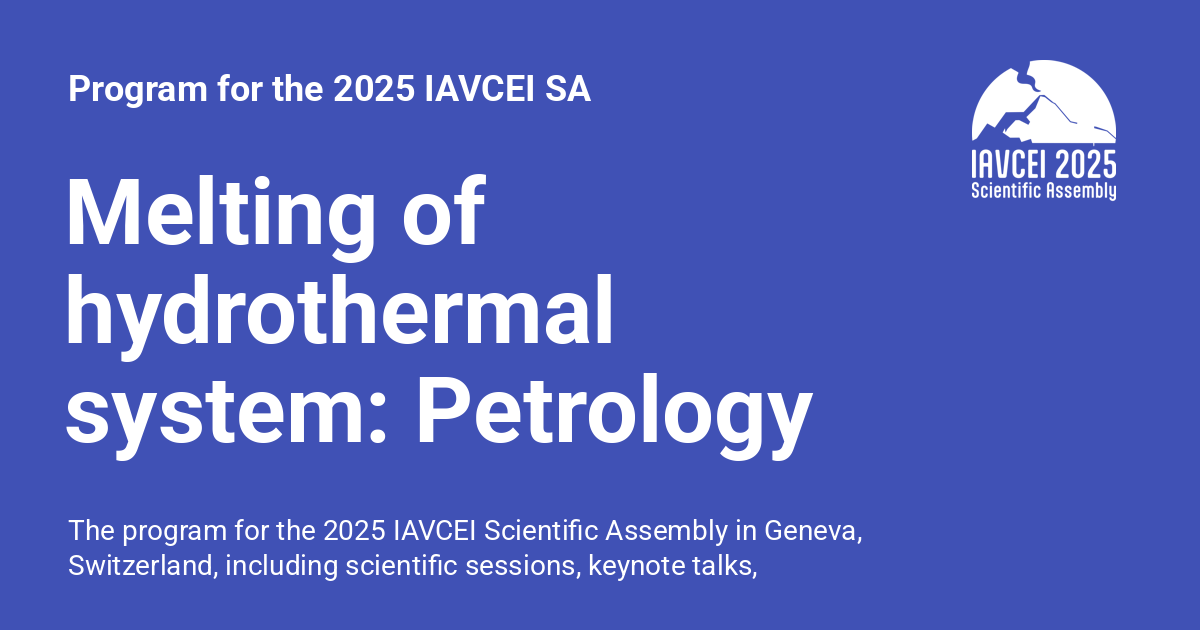 Program for the 2025 IAVCEI SA
IAVCEI 2025
Scientific Assembly
Melting of
hydrothermal
system: Petrology
The program for the 2025 IAVCEI Scientific Assembly in Geneva,
Switzerland, including scientific sessions, keynote talks,